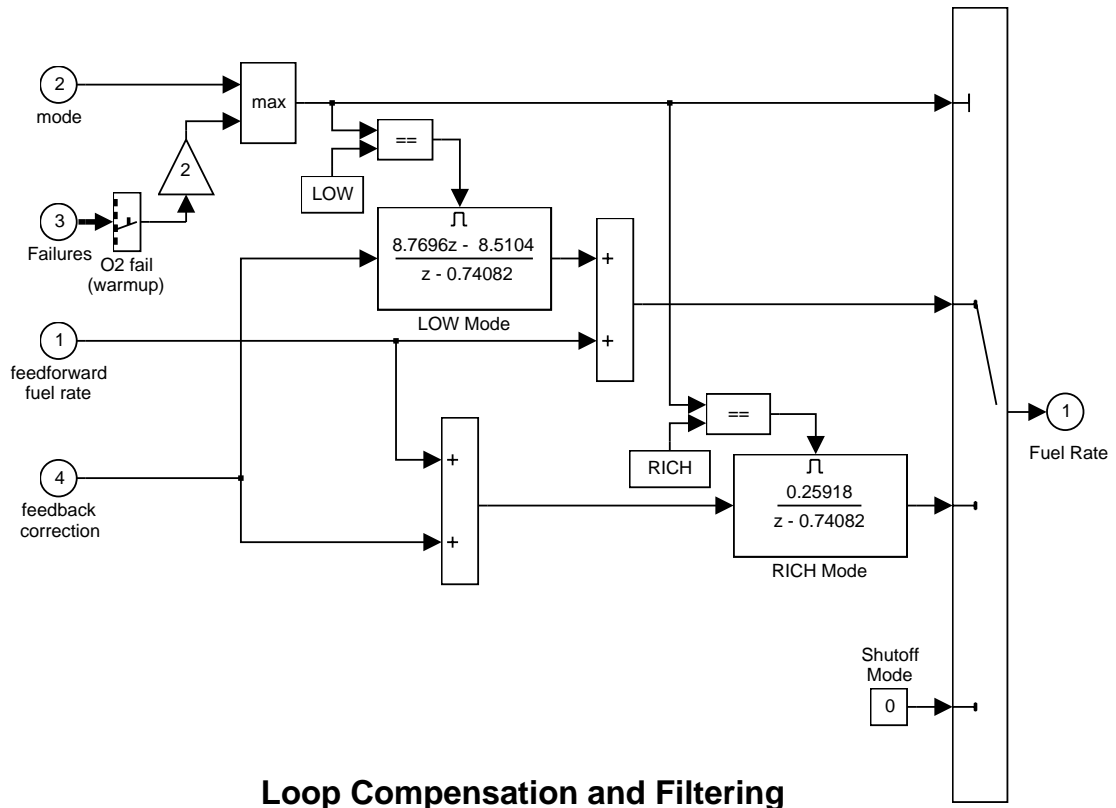 2
mode
max
==
LOW
2
3
Failures
O2 fail
(warmup)
8.7696z - 8.5104
z - 0.74082
LOW Mode
+
+
1
feedforward
fuel rate
==
RICH
1
Fuel Rate
4
feedback
correction
+
+
0.25918
z - 0.74082
RICH Mode
Shutoff
Mode
0
Loop Compensation and Filtering